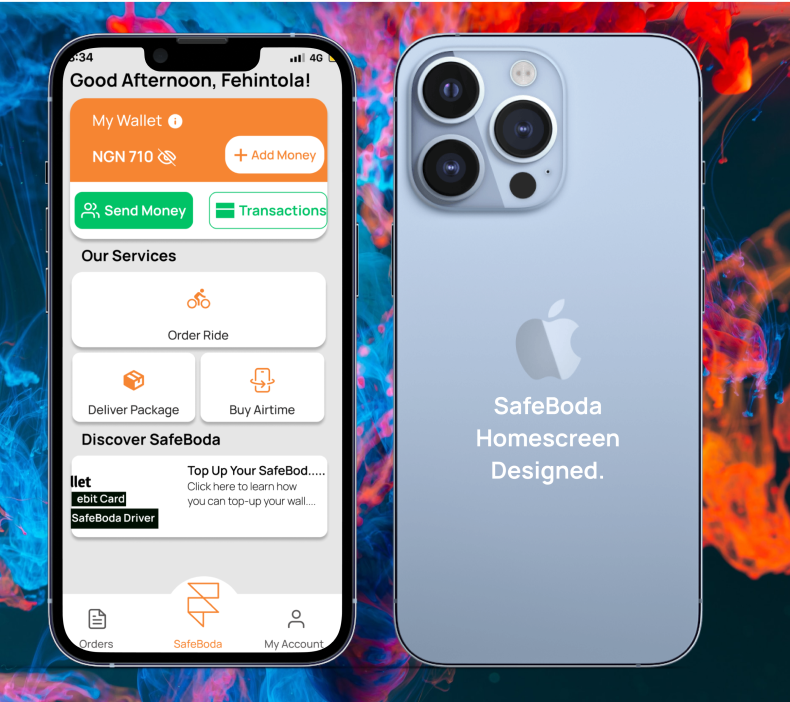 :34
4G
Good Afternoon, Fehintola!
My Wallet
NGN 710
+ Add Money
Send Money
Transactions
Our Services
Order Ride
Deliver Package
Buy Airtime
Discover SafeBoda
llet
ebit Card
SafeBoda Driver
Top Up Your SafeBod.....
Click here to learn how
you can top-up your wall....
Orders
SafeBoda
My Account
SafeBoda
Homescreen
Designed.